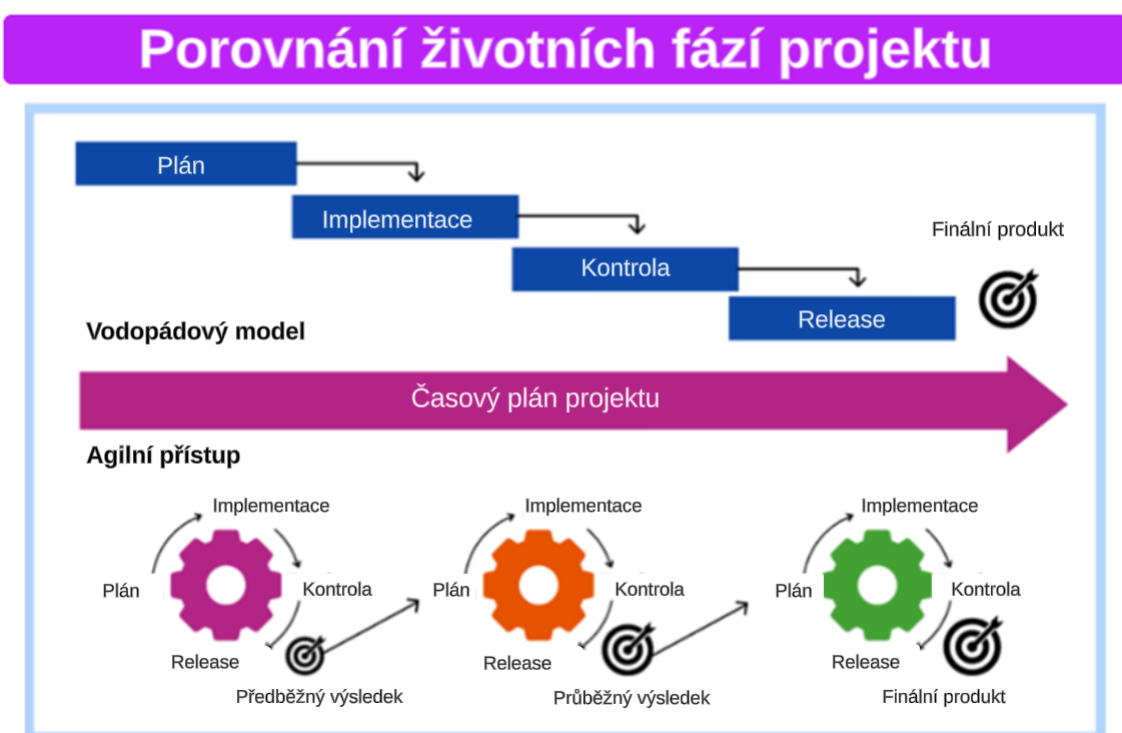 Porovnání životních fází projektu
Plán
Implementace
Kontrola
Finální produkt
Release
Vodopádový model
Časový plán projektu
Agilní přístup
Implementace
Plán
Kontrola
Release
Předběžný výsledek
Implementace
Plán
Kontrola
Release
Průběžný výsledek
Implementace
Plán
Kontrola
Release
Finální produkt